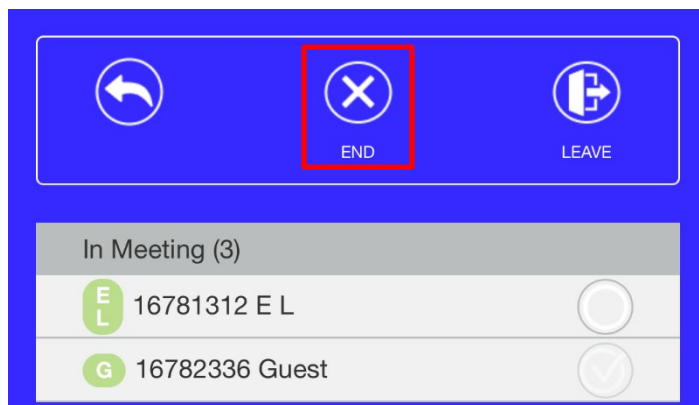 END
LEAVE
In Meeting (3)
E
L
16781312 E L
G
16782336 Guest